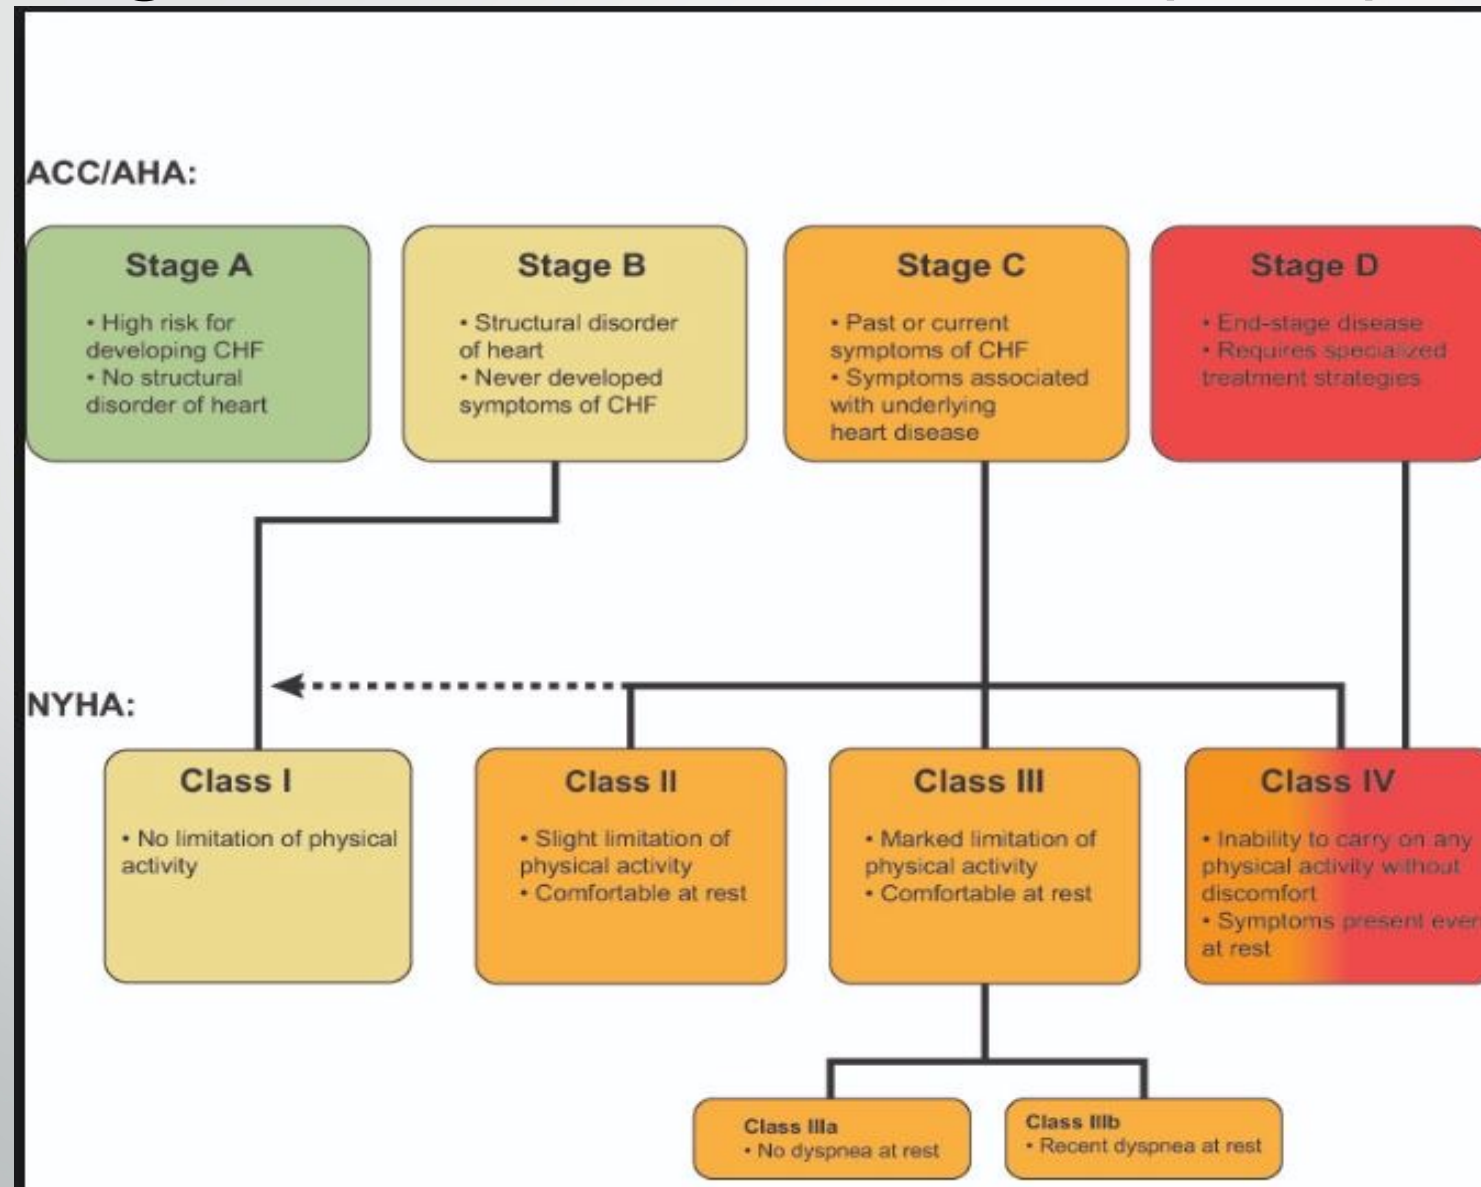 ACC/AHA:
Stage A
• High risk for
developing CHF
• No structural
disorder of heart
Stage B
• Structural disorder
of heart
• Never developed
symptoms of CHF
Stage C
• Past or current
symptoms of CHF
• Symptoms associated
with underlying
heart disease
Stage D
• End-stage disease
• Requires specialized
treatment strategies
NYHA:
Class I
• No limitation of physical
activity
Class II
• Slight limitation of
physical activity
• Comfortable at rest
Class III
• Marked limitation of
physical activity
• Comfortable at rest
Class IV
• Inability to carry on any
physical activity without
discomfort
• Symptoms present
at rest
Class IIIa
• No dyspnea at rest
Class IIIb
• Recent dyspnea at rest